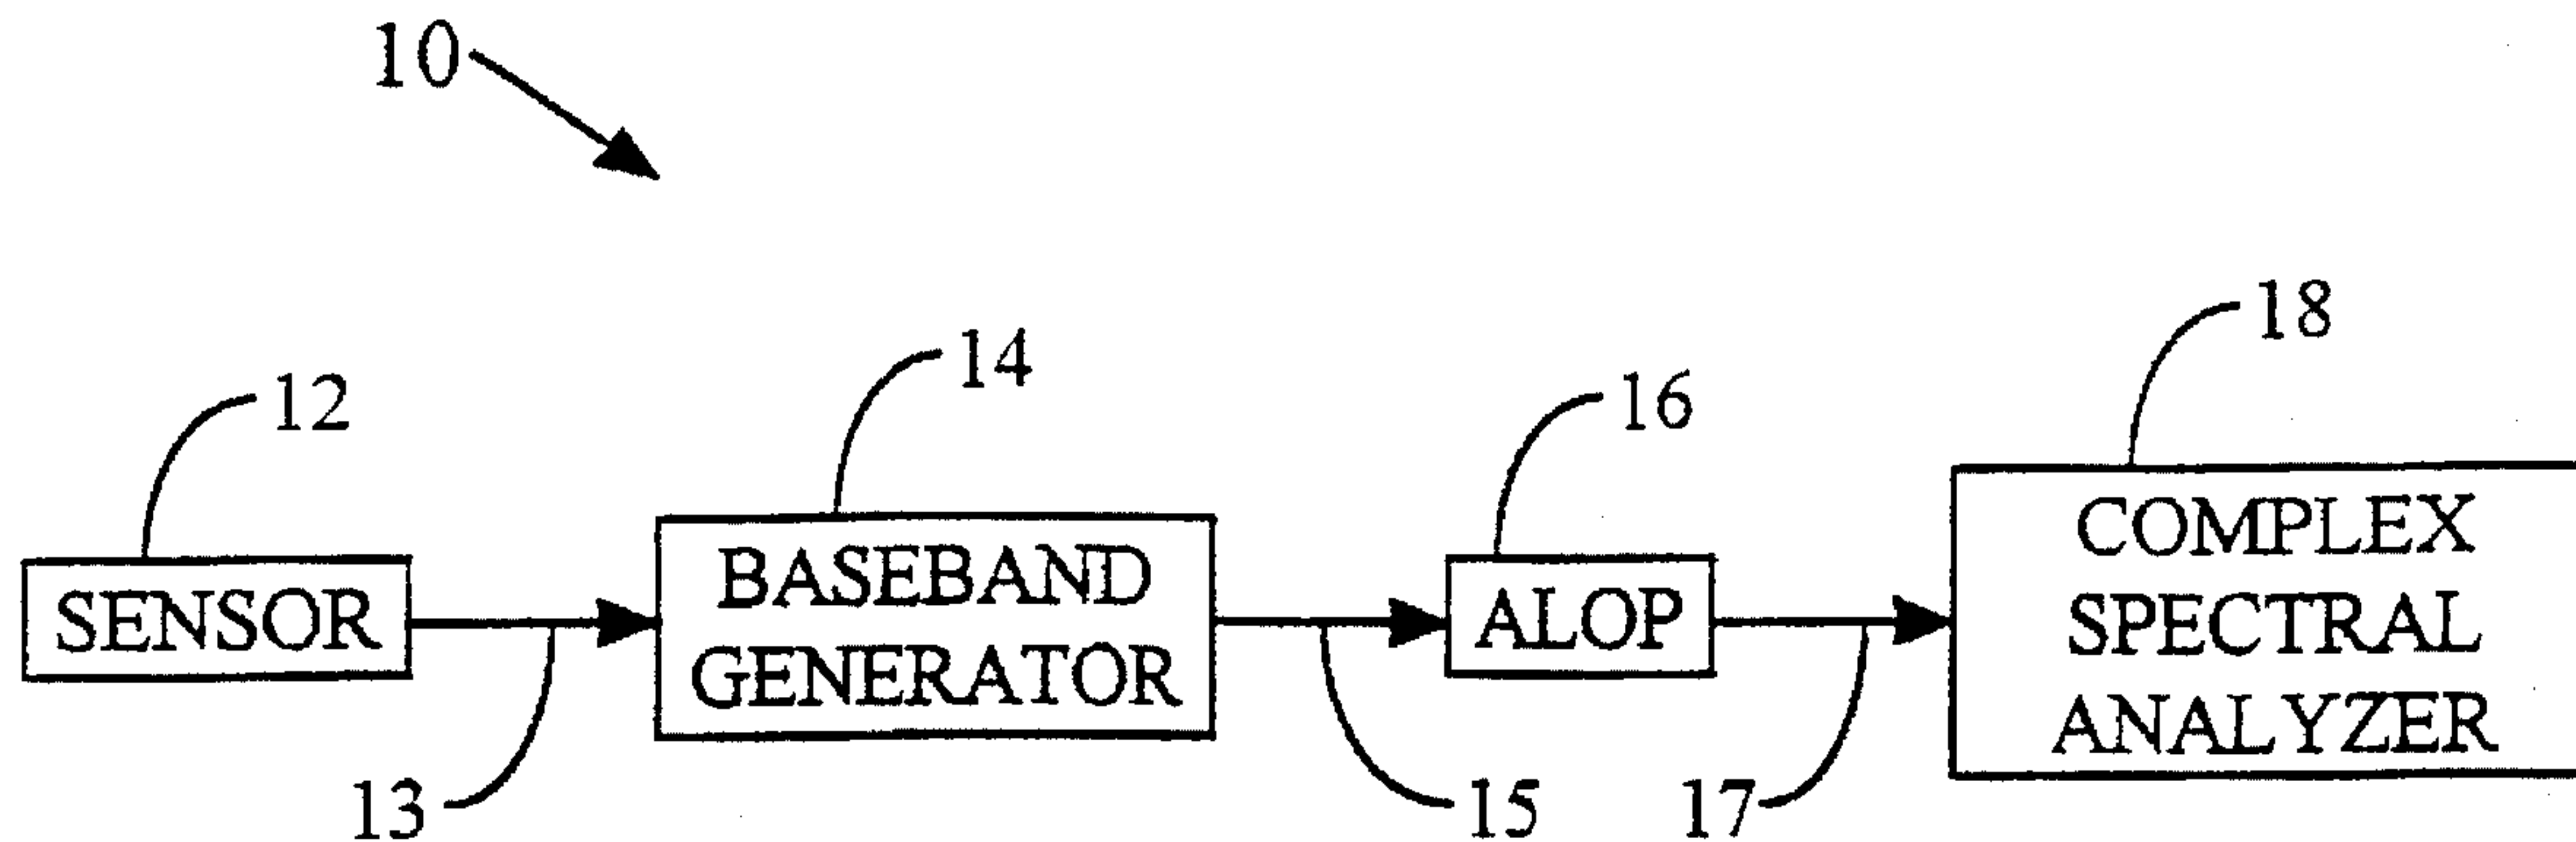 10
12
14
16
18
SENSOR
BASEBAND
GENERATOR
ALOP
COMPLEX
SPECTRAL
ANALYZER
13
15
17